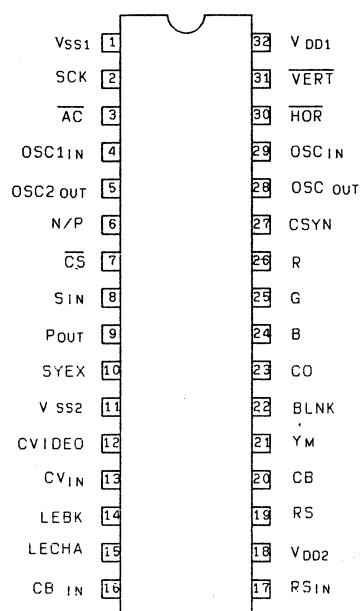 VSS1 1 32 VDD1
SCK 2 31 VERT
AC 3 30 HOR
OSC1IN 4 29 OSCIN
OSC2OUT 5 28 OSCOUT
N/P 6 27 CSYN
CS 7 26 R
SIN 8 25 G
POUT 9 24 B
SYEX 10 23 CO
VSS2 11 22 BLNK
CVIDEO 12 21 YM
CVIN 13 20 CB
LEBK 14 19 RS
LECHA 15 18 VDD2
CBIN 16 17 RSIN